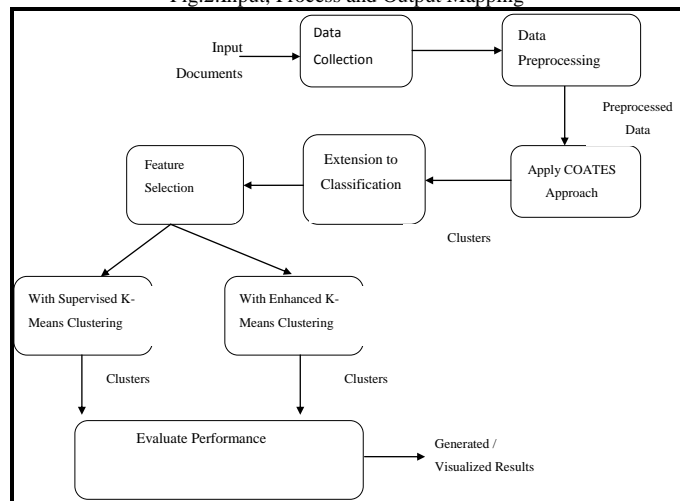 Fig.2.Input, Process and Output Mapping
Input
Documents
Data
Collection
Data
Preprocessing
Preprocessed
Data
Feature
Selection
Extension to
Classification
Apply COATES
Approach
Clusters
With Supervised K-
Means Clustering
With Enhanced K-
Means Clustering
Clusters
Clusters
Evaluate Performance
Generated /
Visualized Results